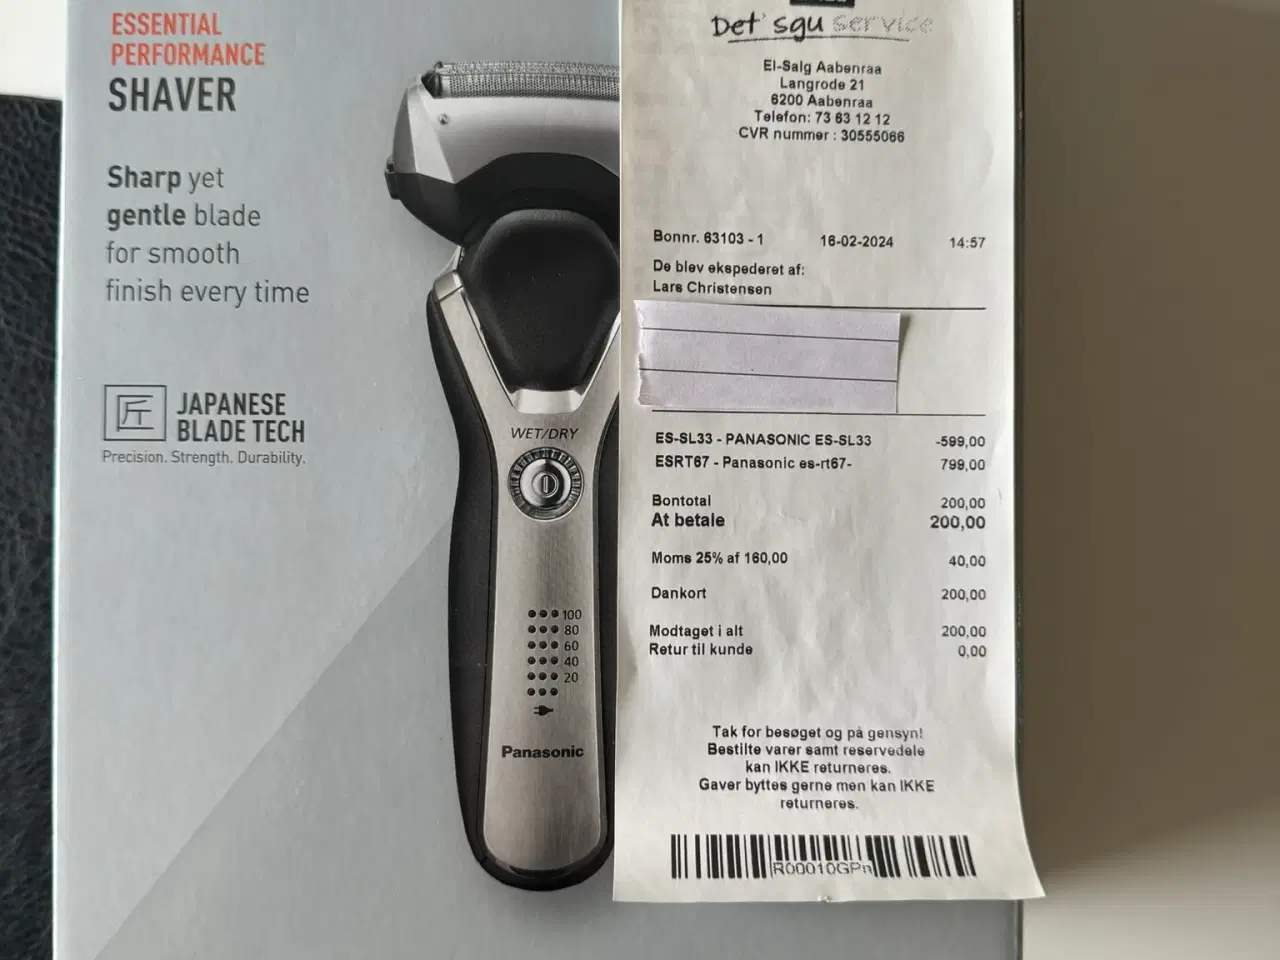 ESSENTIAL
PERFORMANCE
SHAVER
Sharp yet
gentle blade
for smooth
finish every time
匠
JAPANESE
BLADE TECH
Precision. Strength. Durability.
WET/DRY
100
80
60
40
20
Panasonic
Det' sgu service
El-Salg Aabenraa
Langrode 21
6200 Aabenraa
Telefon: 73 63 12 12
CVR nummer : 30555066
Bonnr. 63103 - 1 16-02-2024 14:57
De blev ekspederet af:
Lars Christensen
ES-SL33 - PANASONIC ES-SL33 -599,00
ESRT67 - Panasonic es-rt67- 799,00
Bontotal 200,00
At betale 200,00
Moms 25% af 160,00 40,00
Dankort 200,00
Modtaget i alt 200,00
Retur til kunde 0,00
Tak for besøget og på gensyn!
Bestilte varer samt reservedele
kan IKKE returneres.
Gaver byttes gerne men kan IKKE
returneres.